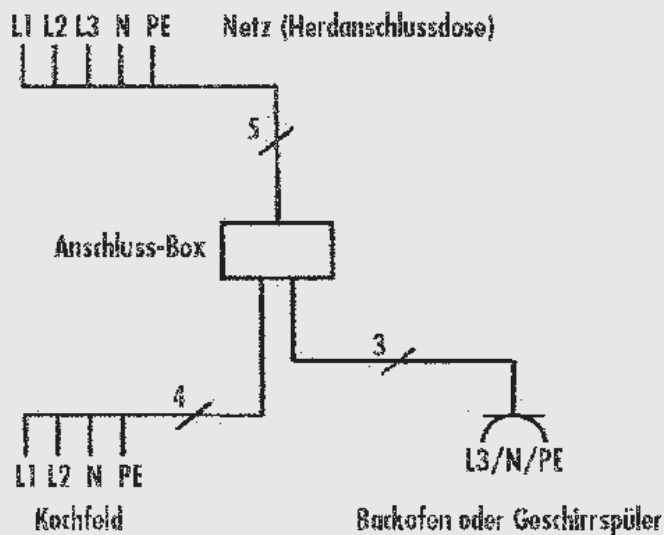 L1 L2 L3 N PE Netz (Herdanschlussdose)
5
Anschluss-Box
3
4
L1 L2 N PE
L3/N/PE
Kochfeld
Backofen oder Geschirrspüler